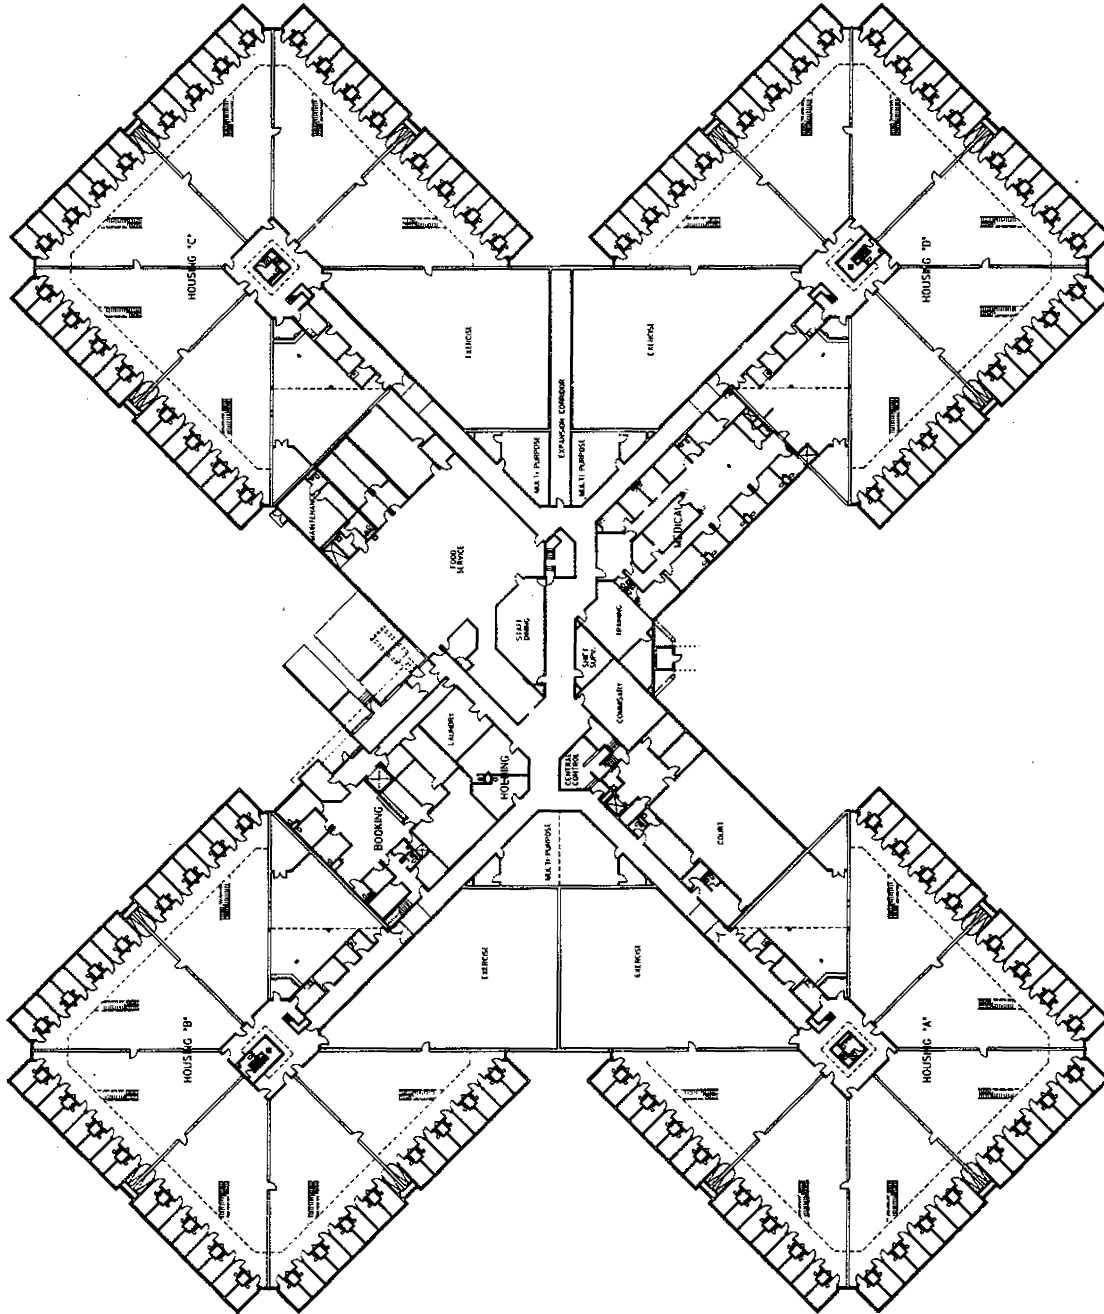 HOUSING "C"
HOUSING "D"
EXERCISE
EXERCISE
EXPANSION CORRIDOR
MULTI-PURPOSE
MULTI PURPOSE
MAINTENANCE
MEDICAL
FOOD
SERVICE
STAFF
DINING
TRAINING
SHIFT
SUPV.
COMMISARY
LAUNDRY
HOLDING
CENTRAL
CONTROL
BOOKING
MULTI-PURPOSE
COURT
EXERCISE
EXERCISE
HOUSING "B"
HOUSING "A"